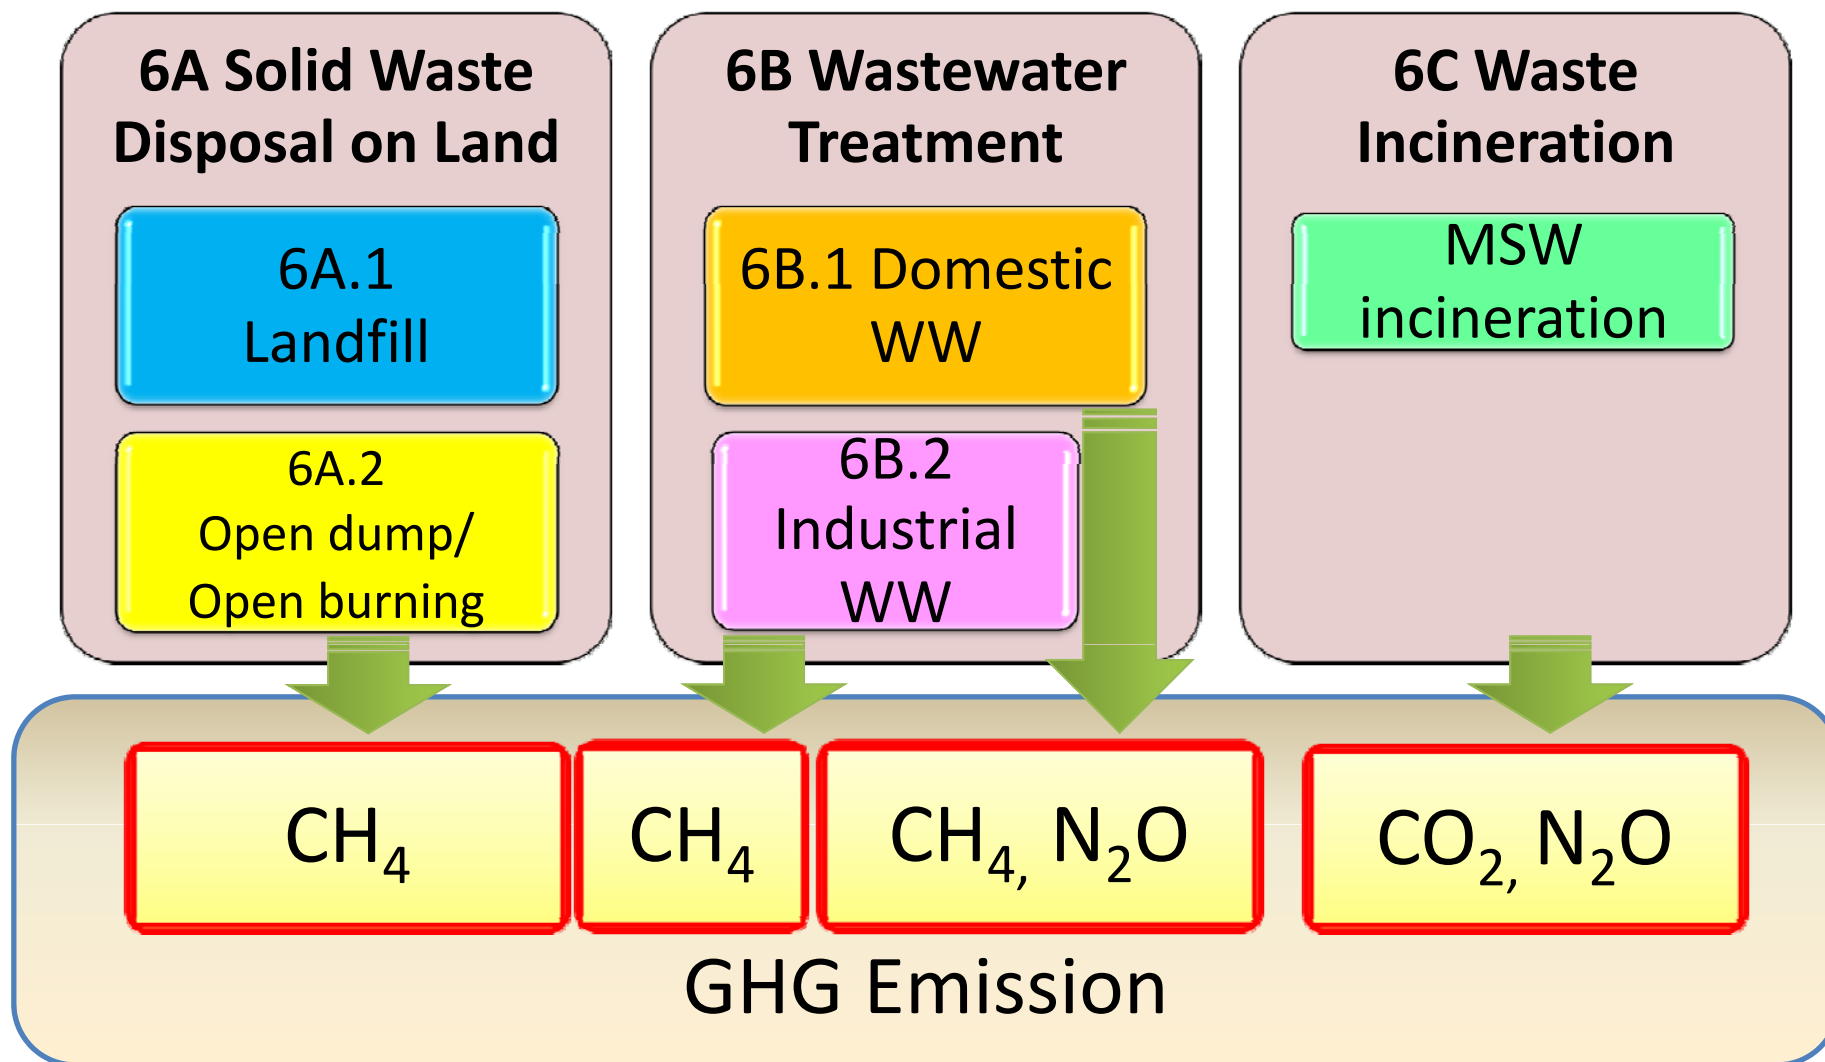 6A Solid Waste
Disposal on Land
6A.1
Landfill
6A.2
Open dump/
Open burning
6B Wastewater
Treatment
6B.1 Domestic
WW
6B.2
Industrial
WW
6C Waste
Incineration
MSW
incineration
CH₄
CH₄
CH₄, N₂O
CO₂, N₂O
GHG Emission